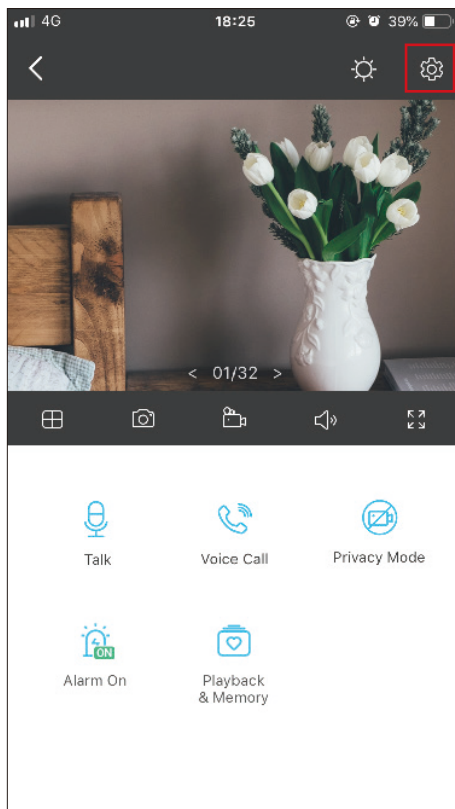 4G 18:25 39%
< 01/32 >
Talk Voice Call Privacy Mode
ON
Alarm On Playback
& Memory